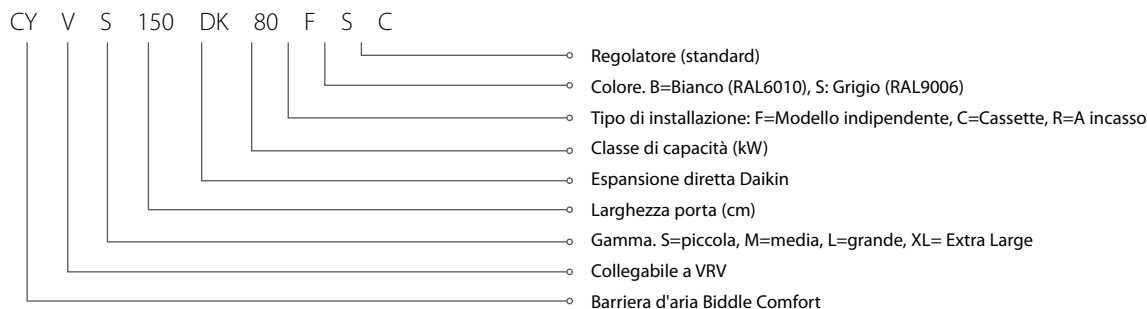 CY V S 150 DK 80 F S C
Regolatore (standard)
Colore. B=Bianco (RAL6010), S: Grigio (RAL9006)
Tipo di installazione: F=Modello indipendente, C=Cassette, R=A incasso
Classe di capacità (kW)
Espansione diretta Daikin
Larghezza porta (cm)
Gamma. S=piccola, M=media, L=grande, XL= Extra Large
Collegabile a VRV
Barriera d'aria Biddle Comfort